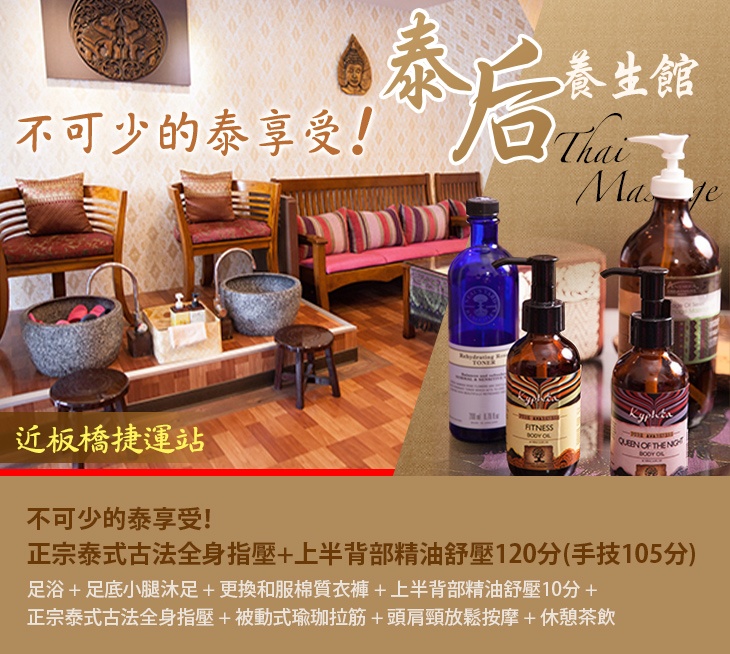 泰后養生館
不可少的泰享受!
Thai
Massage
Rehydrating Rose
TONER
200 ml
Kyphra
FITNESS
BODY OIL
QUEEN OF THE NIGHT
BODY OIL
近板橋捷運站
不可少的泰享受!
正宗泰式古法全身指壓+上半背部精油舒壓120分(手技105分)
足浴 + 足底小腿沐足 + 更換和服棉質衣褲 + 上半背部精油舒壓10分 +
正宗泰式古法全身指壓 + 被動式瑜珈拉筋 + 頭肩頸放鬆按摩 + 休憩茶飲